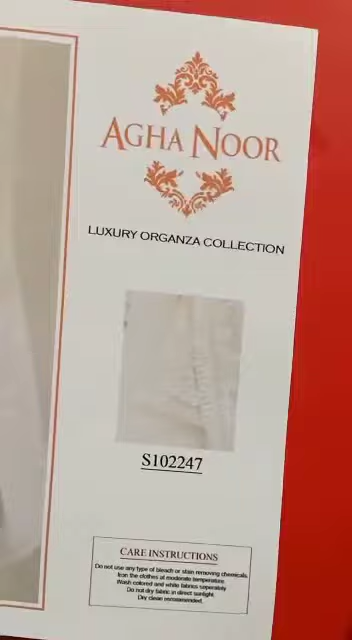 AGHA NOOR
LUXURY ORGANZA COLLECTION
S102247
CARE INSTRUCTIONS
Do not use any type of bleach or stain removing chemicals.
Iron the clothes at moderate temperature.
Wash colored and white fabrics seperately
Do not dry fabric in direct sunlight.
Dry clean recommended.